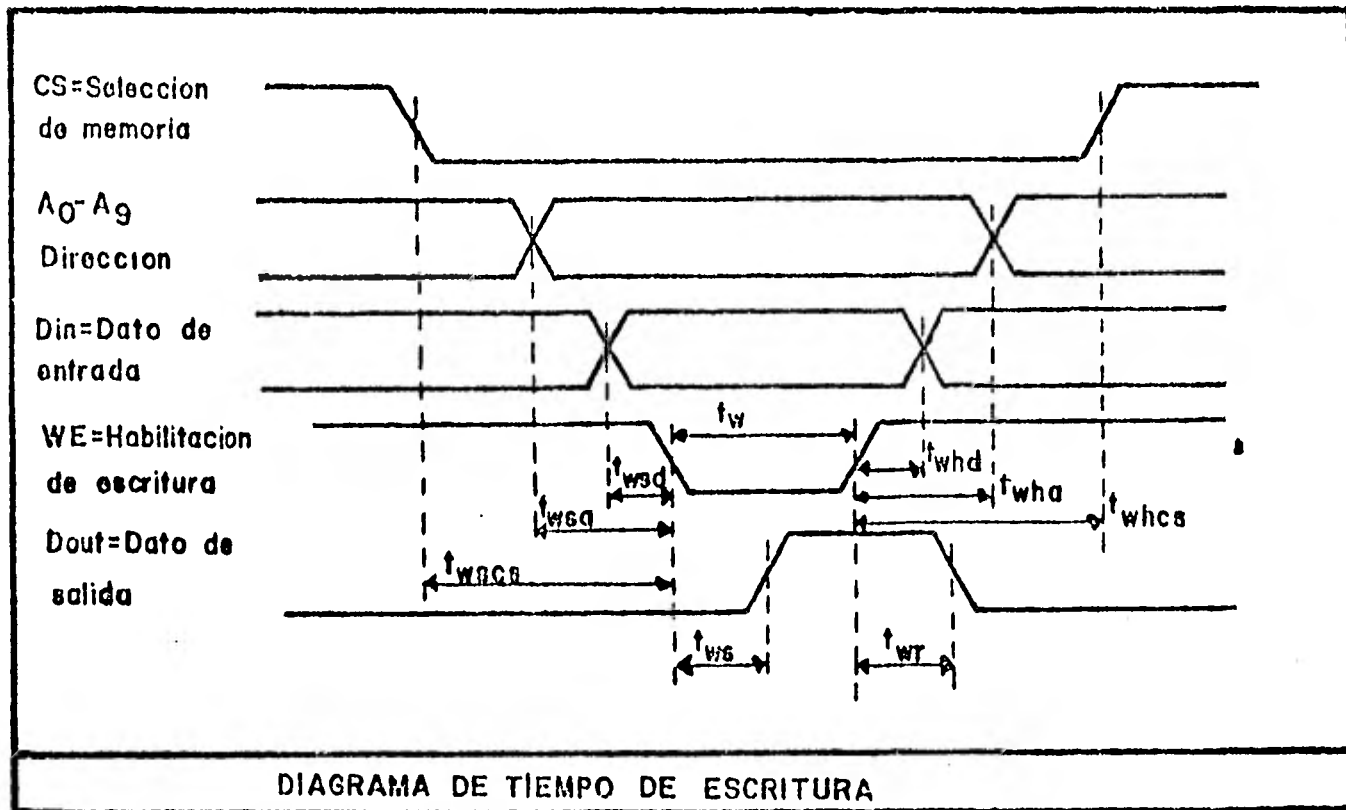 CS=Seleccion
de memoria
A0-A9
Direccion
Din=Dato de
entrada
WE=Habilitacion
de escritura
tw
twsd
twsa
twscs
twhd
twha
twhcs
Dout=Dato de
salida
tws
twr
DIAGRAMA DE TIEMPO DE ESCRITURA